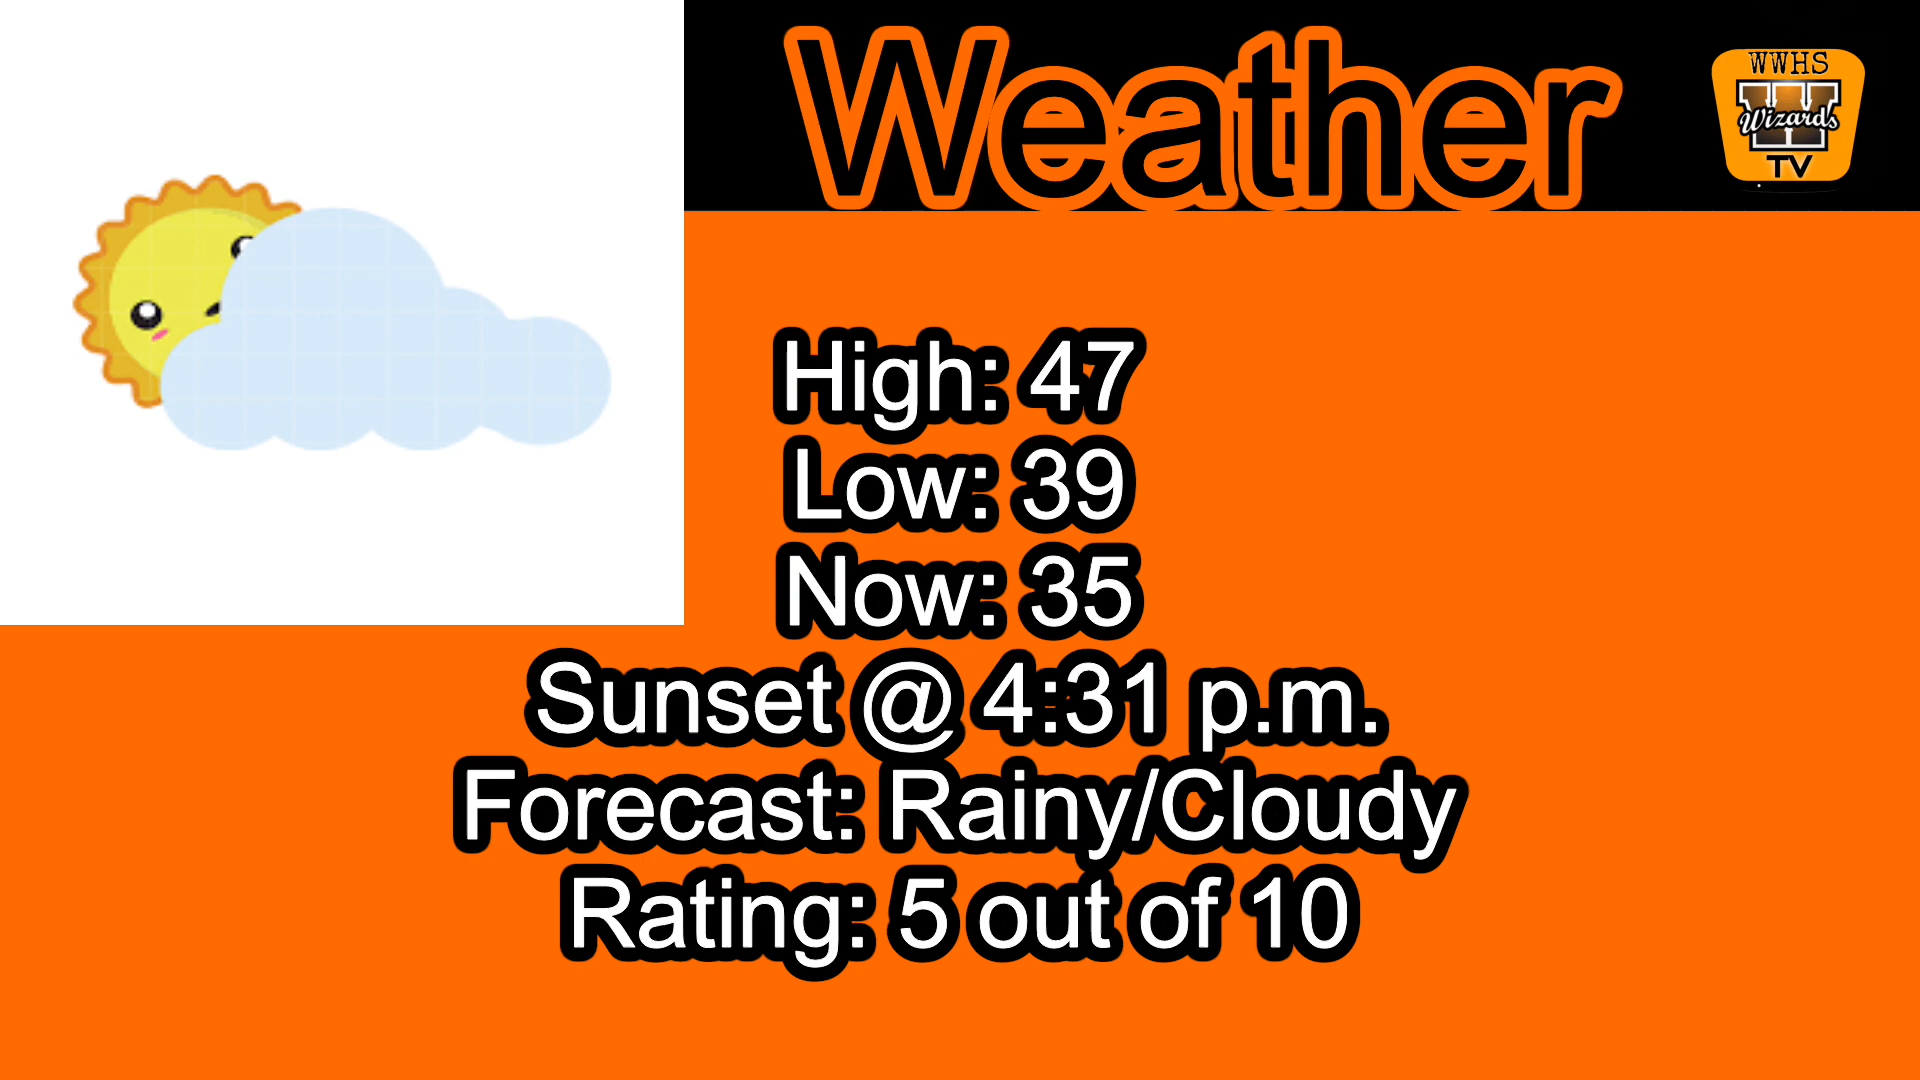 Weather
WWHS
W
Wizards
TV
High: 47
Low: 39
Now: 35
Sunset @ 4:31 p.m.
Forecast: Rainy/Cloudy
Rating: 5 out of 10